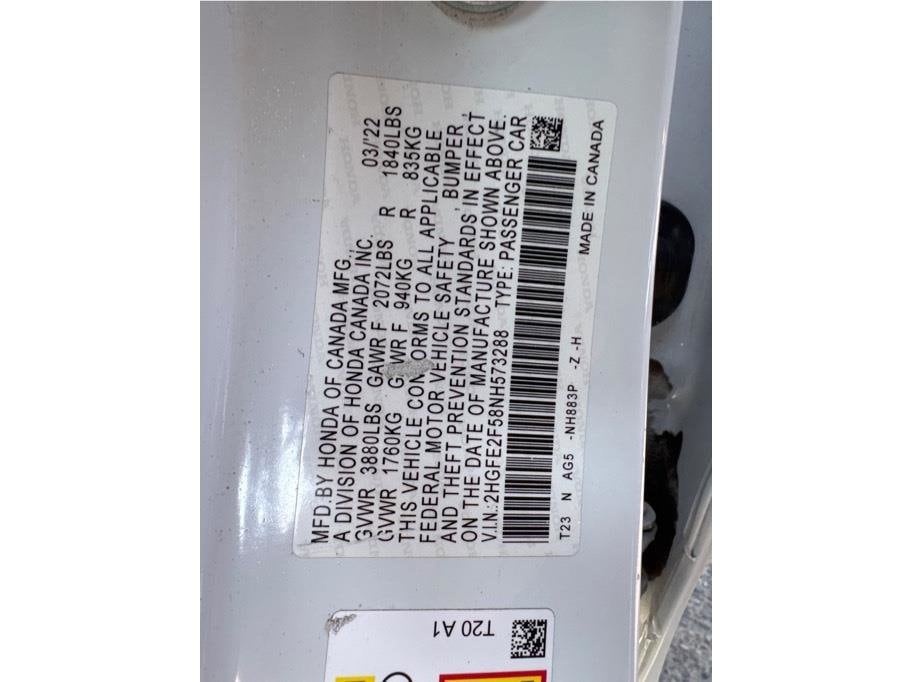 MFD.BY HONDA OF CANADA MFG.,
A DIVISION OF HONDA CANADA INC. 03/'22
GVWR 3880LBS GAWR F 2072LBS R 1840LBS
GVWR 1760KG GAWR F 940KG R 835KG
THIS VEHICLE CONFORMS TO ALL APPLICABLE
FEDERAL MOTOR VEHICLE SAFETY, BUMPER,
AND THEFT PREVENTION STANDARDS IN EFFECT
ON THE DATE OF MANUFACTURE SHOWN ABOVE.
V.I.N.:2HGFE2F58NH573288 TYPE: PASSENGER CAR
T23 N AG5 -NH883P -Z -H MADE IN CANADA
T20 A1